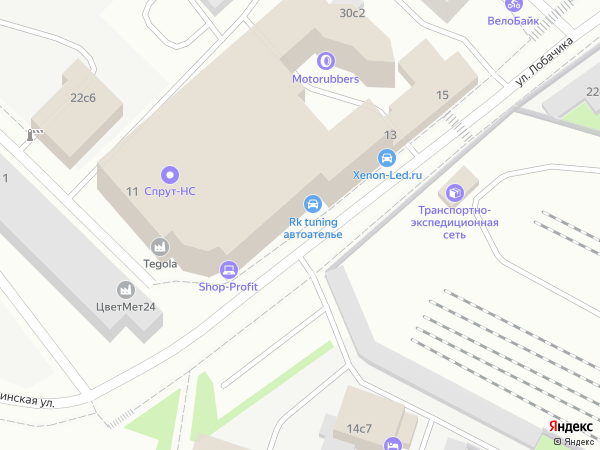 30с2
ВелоБайк
ул. Лобачика
Motorubbers
22с6
15
22
13
Xenon-Led.ru
1
11
Спрут-НС
Транспортно-
экспедиционная
сеть
Rk tuning
автоателье
Tegola
Shop-Profit
ЦветМет24
инская ул.
14с7
Яндекс
© Яндекс